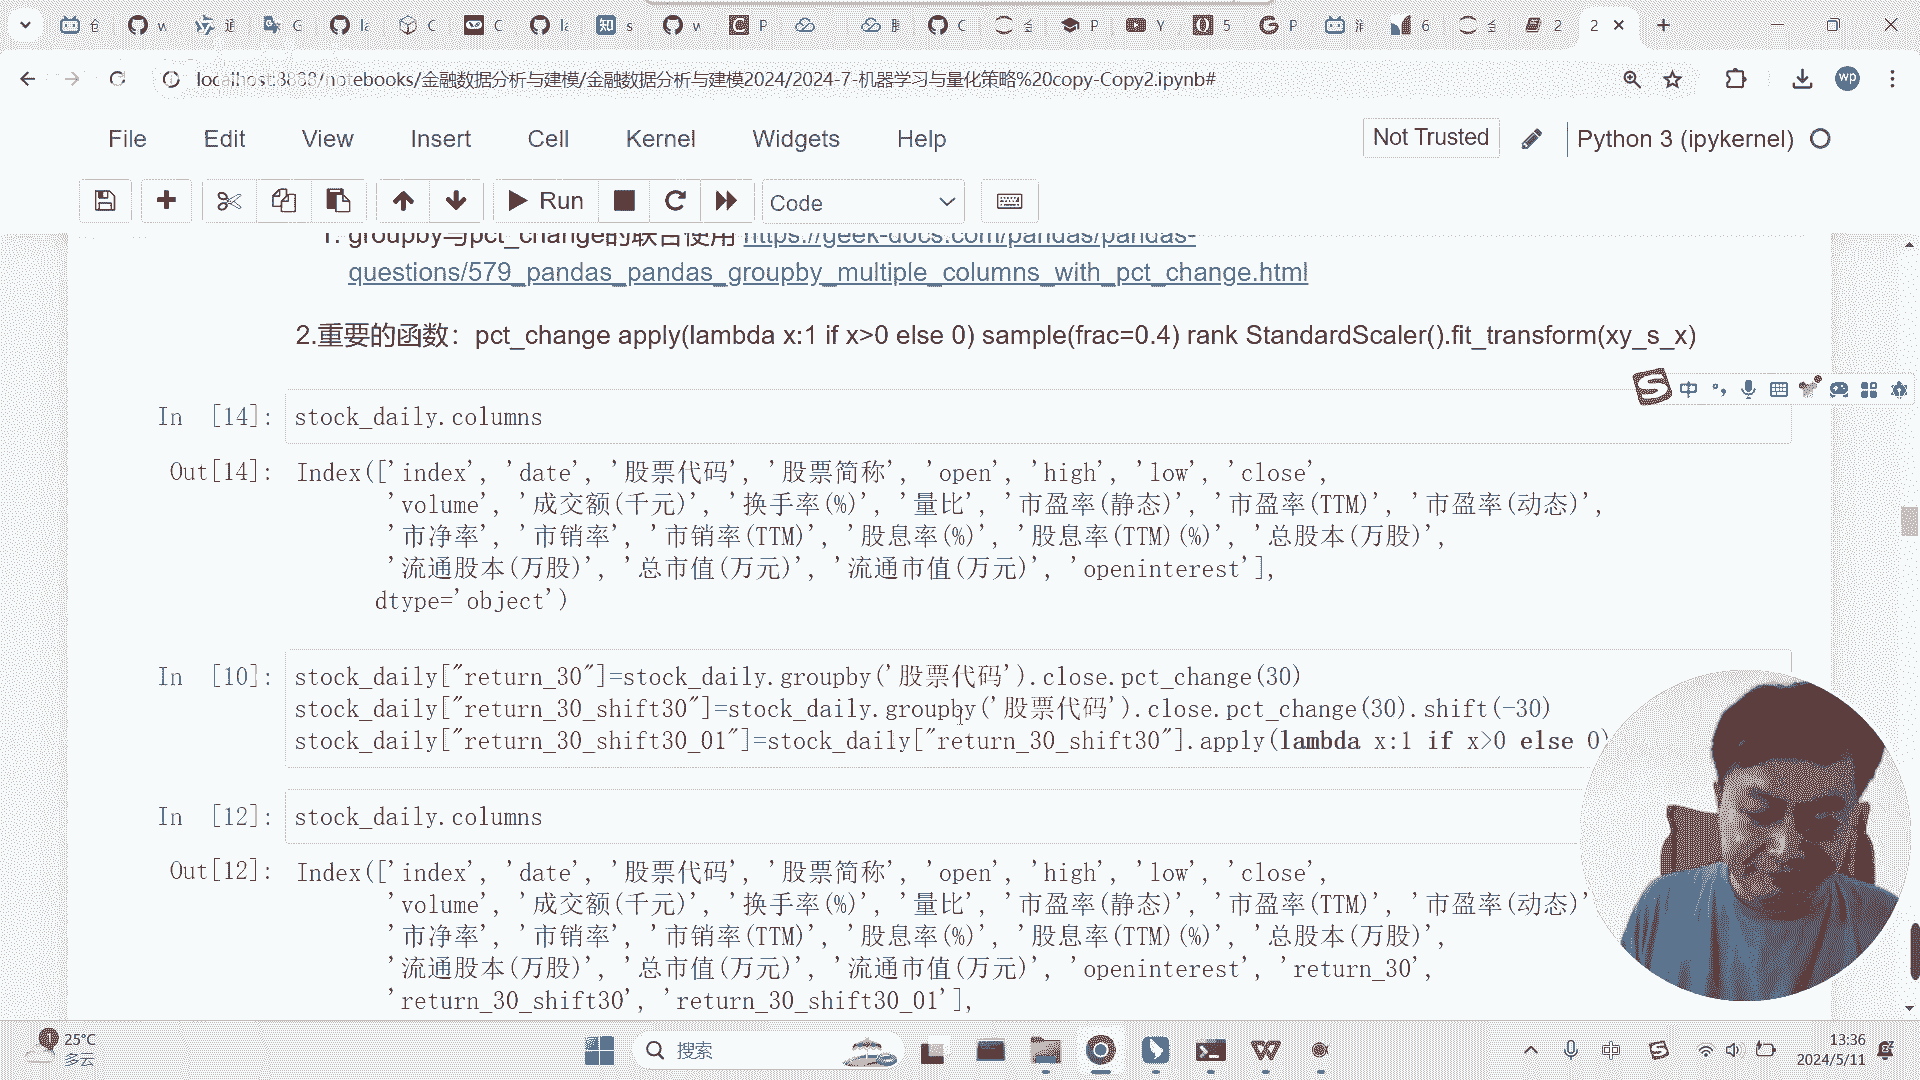 2
2
localhost:8888/notebooks/金融数据分析与建模/金融数据分析与建模2024/2024-7-机器学习与量化策略%20copy-Copy2.ipynb#
wp
File Edit View Insert Cell Kernel Widgets Help
Not Trusted
Python 3 (ipykernel)
Run
Code
1. groupby与pct_change的联合使用 https://geek-docs.com/pandas/pandas-
questions/579_pandas_pandas_groupby_multiple_columns_with_pct_change.html
2.重要的函数：pct_change apply(lambda x:1 if x>0 else 0) sample(frac=0.4) rank StandardScaler().fit_transform(xy_s_x)
中
In [14]: stock_daily.columns
Out[14]: Index(['index', 'date', '股票代码', '股票简称', 'open', 'high', 'low', 'close',
'volume', '成交额(千元)', '换手率(%)', '量比', '市盈率(静态)', '市盈率(TTM)', '市盈率(动态)',
'市净率', '市销率', '市销率(TTM)', '股息率(%)', '股息率(TTM)(%)', '总股本(万股)',
'流通股本(万股)', '总市值(万元)', '流通市值(万元)', 'openinterest'],
dtype='object')
In [10]: stock_daily["return_30"]=stock_daily.groupby('股票代码').close.pct_change(30)
stock_daily["return_30_shift30"]=stock_daily.groupby('股票代码').close.pct_change(30).shift(-30)
stock_daily["return_30_shift30_01"]=stock_daily["return_30_shift30"].apply(lambda x:1 if x>0 else 0)
In [12]: stock_daily.columns
Out[12]: Index(['index', 'date', '股票代码', '股票简称', 'open', 'high', 'low', 'close',
'volume', '成交额(千元)', '换手率(%)', '量比', '市盈率(静态)', '市盈率(TTM)', '市盈率(动态)'
'市净率', '市销率', '市销率(TTM)', '股息率(%)', '股息率(TTM)(%)', '总股本(万股)',
'流通股本(万股)', '总市值(万元)', '流通市值(万元)', 'openinterest', 'return_30',
'return_30_shift30', 'return_30_shift30_01'],
25°C
多云
搜索
中
13:36
2024/5/11